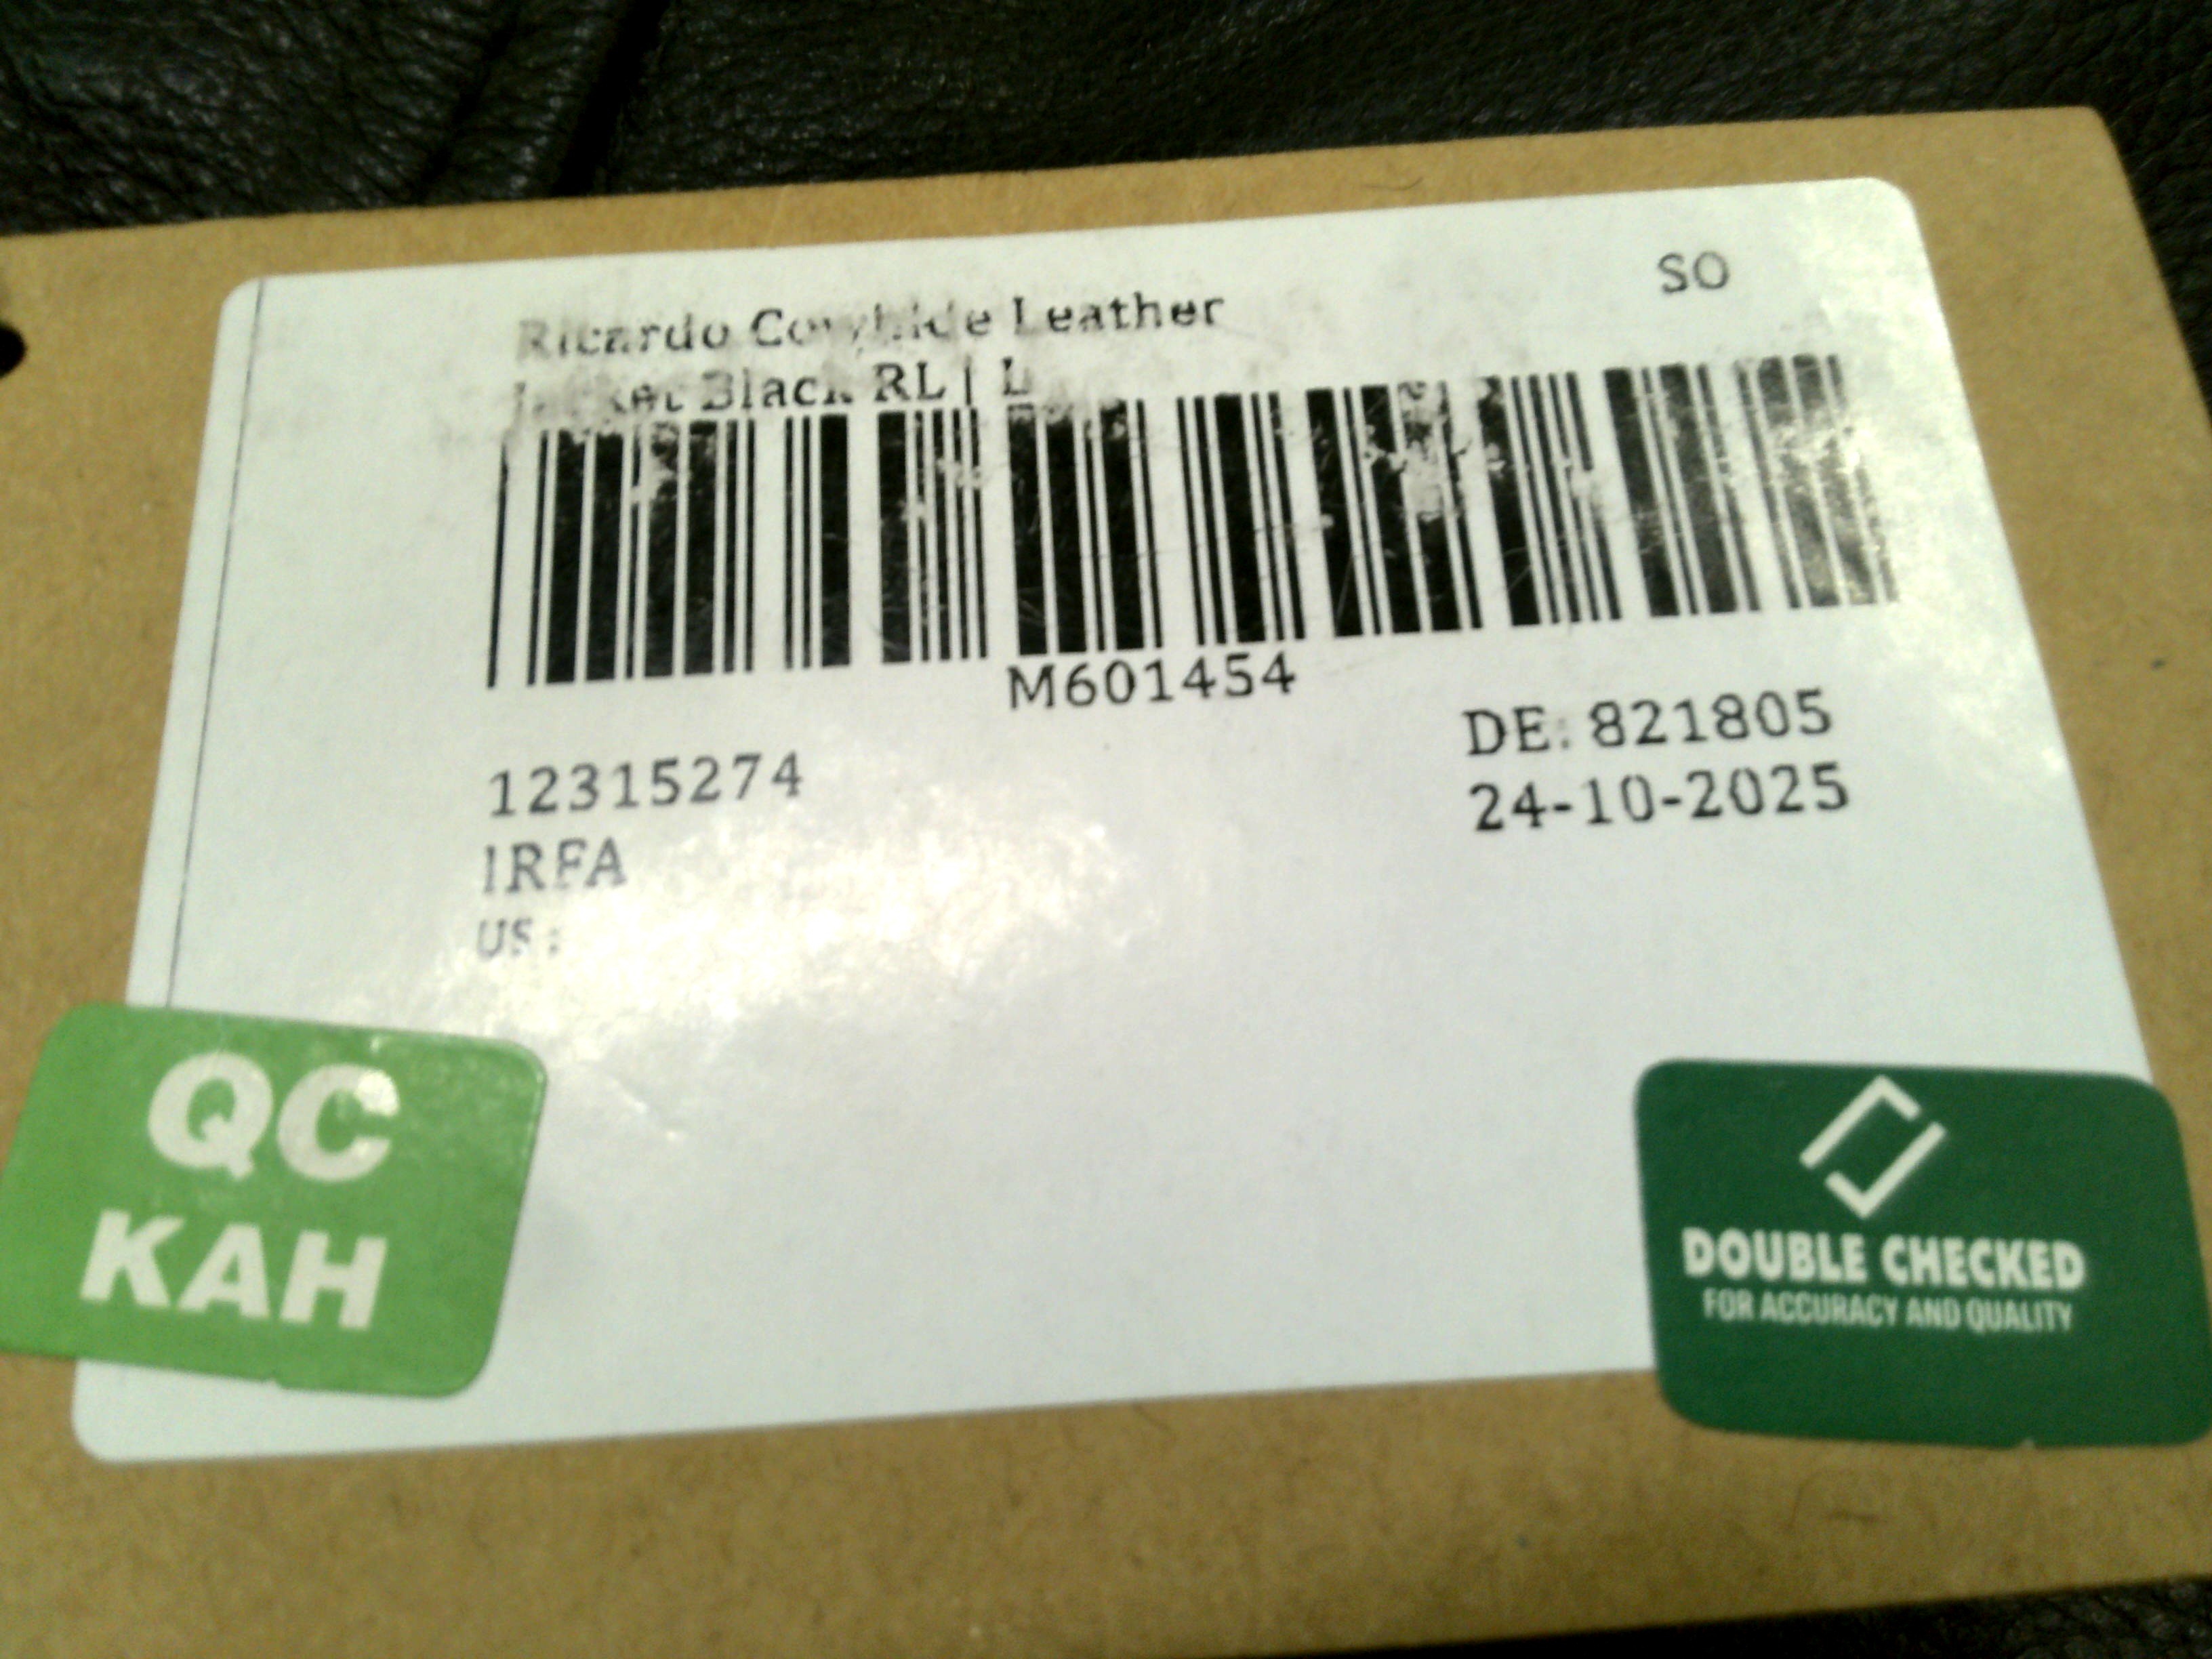 SO
Ricardo Cowhide Leather
Jacket Black RL | L
M601454
DE: 821805
12315274
24-10-2025
IRFA
US:
QC
KAH
DOUBLE CHECKED
FOR ACCURACY AND QUALITY